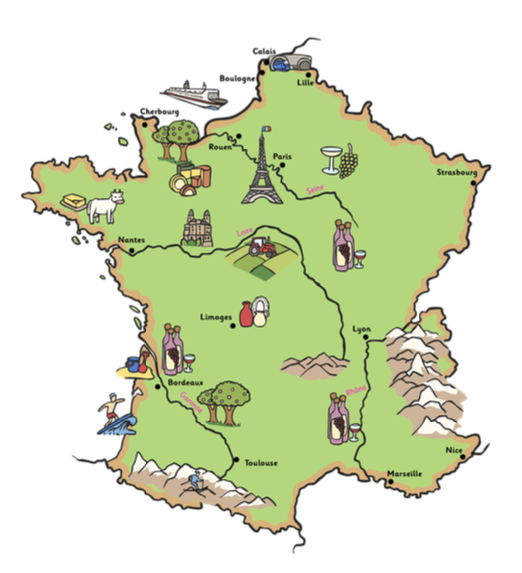 Calais
Boulogne
Lille
Cherbourg
Rouen
Paris
Strasbourg
Seine
Loire
Nantes
Limoges
Lyon
Bordeaux
Rhône
Garonne
Toulouse
Nice
Marseille